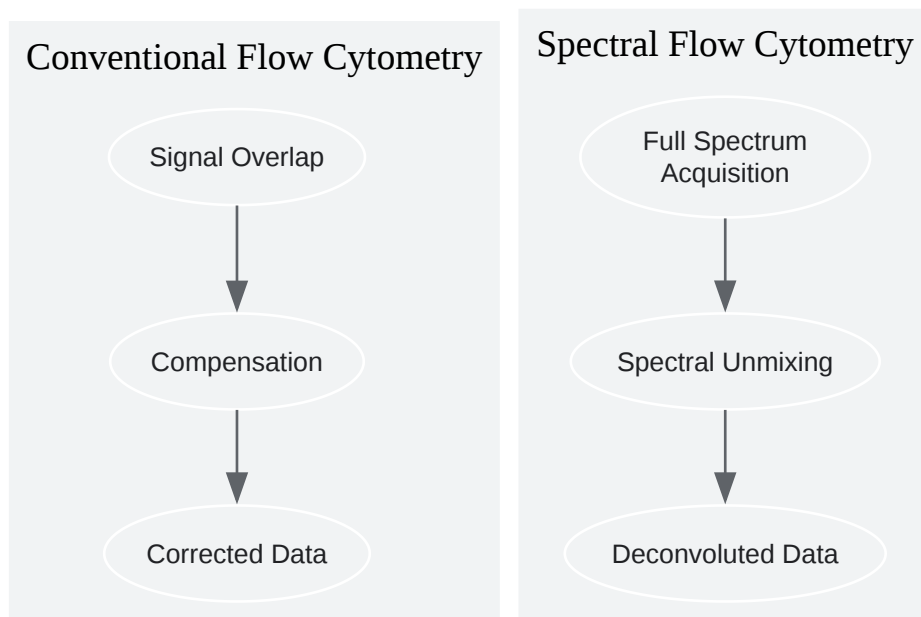 Conventional Flow Cytometry
Signal Overlap
Compensation
Corrected Data
Spectral Flow Cytometry
Full Spectrum
Acquisition
Spectral Unmixing
Deconvoluted Data